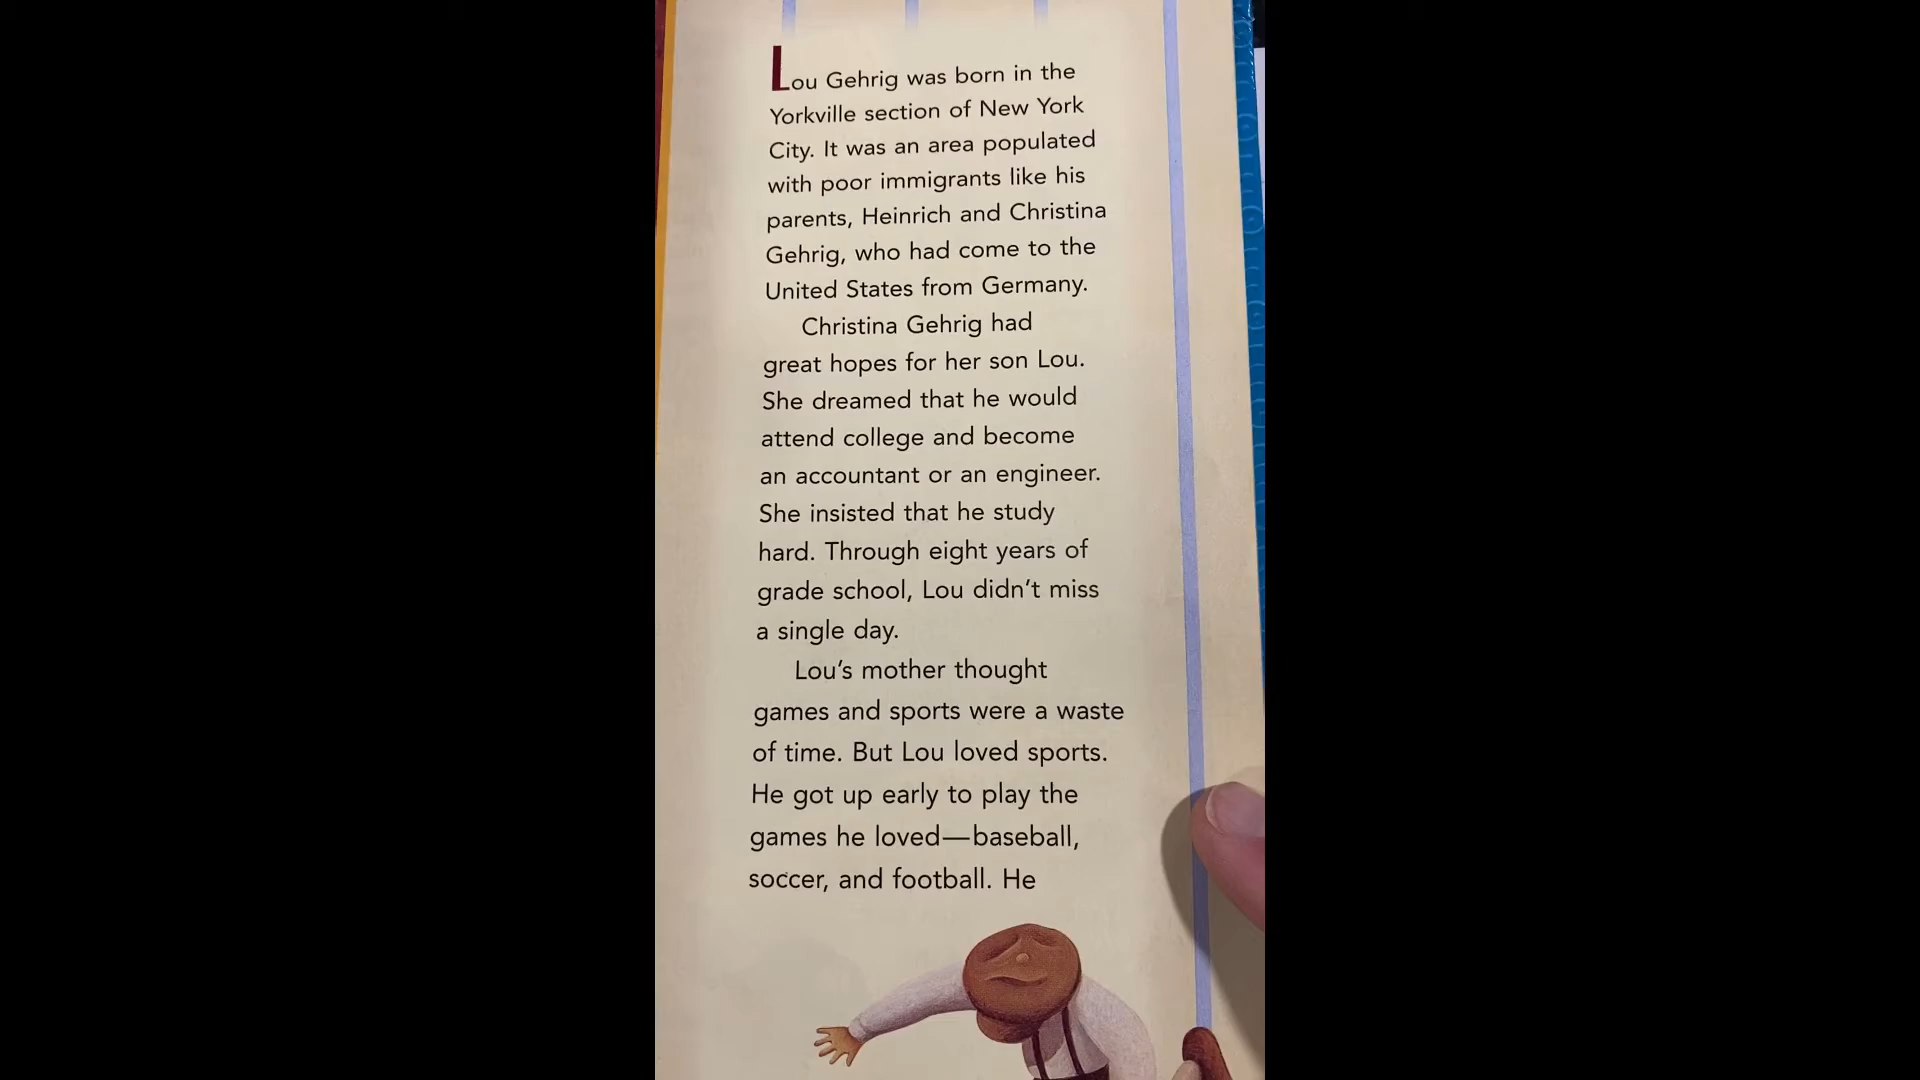 Lou Gehrig was born in the
Yorkville section of New York
City. It was an area populated
with poor immigrants like his
parents, Heinrich and Christina
Gehrig, who had come to the
United States from Germany.
Christina Gehrig had
great hopes for her son Lou.
She dreamed that he would
attend college and become
an accountant or an engineer.
She insisted that he study
hard. Through eight years of
grade school, Lou didn’t miss
a single day.
Lou’s mother thought
games and sports were a waste
of time. But Lou loved sports.
He got up early to play the
games he loved—baseball,
soccer, and football. He